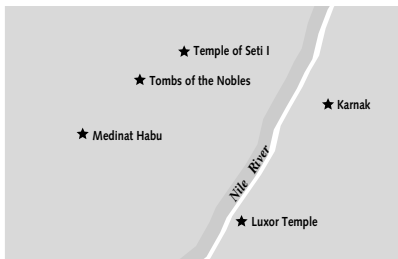 Temple of Seti I
Tombs of the Nobles
Karnak
Medinat Habu
Nile River
Luxor Temple